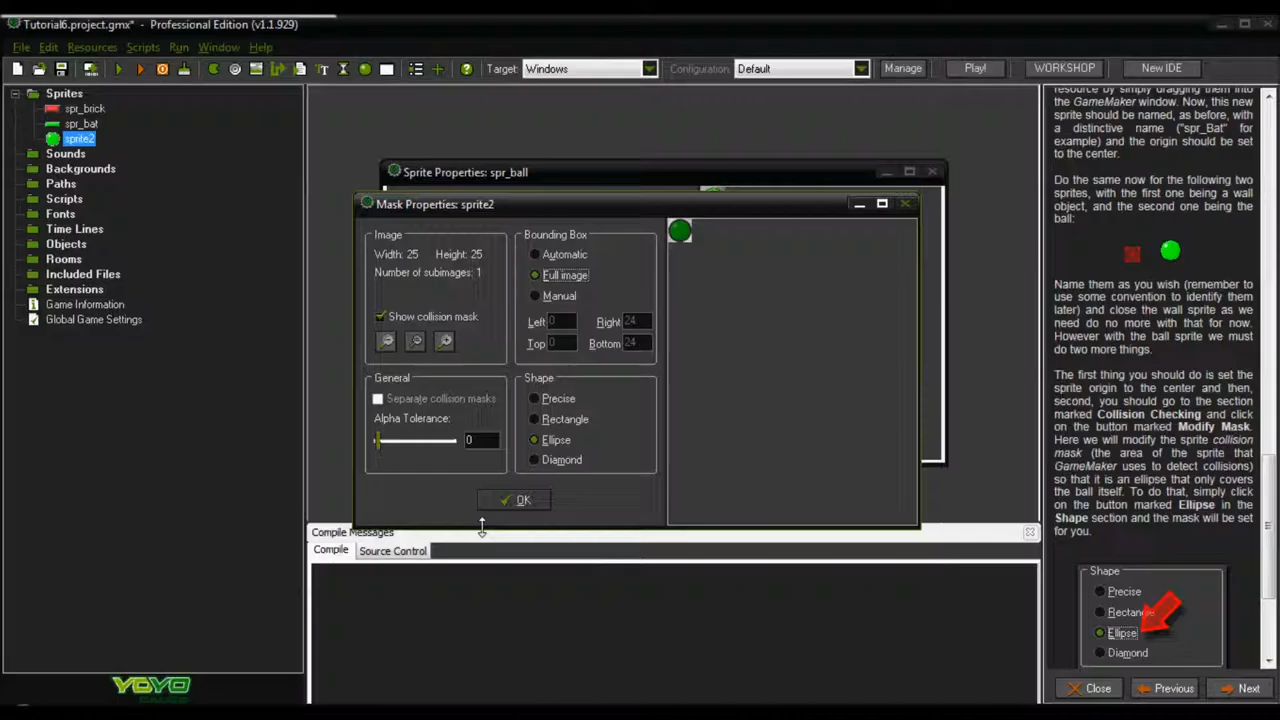 Tutorial6.project.gmx* - Professional Edition (v1.1.929)
File Edit Resources Scripts Run Window Help
Target: Windows Configuration: Default Manage Play! WORKSHOP New IDE
Sprites
spr_brick
spr_bat
sprite2
Sounds
Backgrounds
Paths
Scripts
Fonts
Time Lines
Objects
Rooms
Included Files
Extensions
Game Information
Global Game Settings
YOYO
GAMES
Sprite Properties: spr_ball
Mask Properties: sprite2
Image
Width: 25 Height: 25
Number of subimages: 1
Show collision mask
General
Separate collision masks
Alpha Tolerance:
0
Bounding Box
Automatic
Full image
Manual
Left 0 Right 24
Top 0 Bottom 24
Shape
Precise
Rectangle
Ellipse
Diamond
OK
Compile Messages
Compile Source Control
resource by simply dragging them into
the GameMaker window. Now, this new
sprite should be named, as before, with
a distinctive name ("spr_Bat" for
example) and the origin should be set
to the center.
Do the same now for the following two
sprites, with the first one being a wall
object, and the second one being the
ball:
Name them as you wish (remember to
use some convention to identify them
later) and close the wall sprite as we
need do no more with that for now.
However with the ball sprite we must
do two more things.
The first thing you should do is set the
sprite origin to the center and then,
second, you should go to the section
marked Collision Checking and click
on the button marked Modify Mask.
Here we will modify the sprite collision
mask (the area of the sprite that
GameMaker uses to detect collisions)
so that it is an ellipse that only covers
the ball itself. To do that, simply click
on the button marked Ellipse in the
Shape section and the mask will be set
for you.
Shape
Precise
Rectangle
Ellipse
Diamond
Close Previous Next